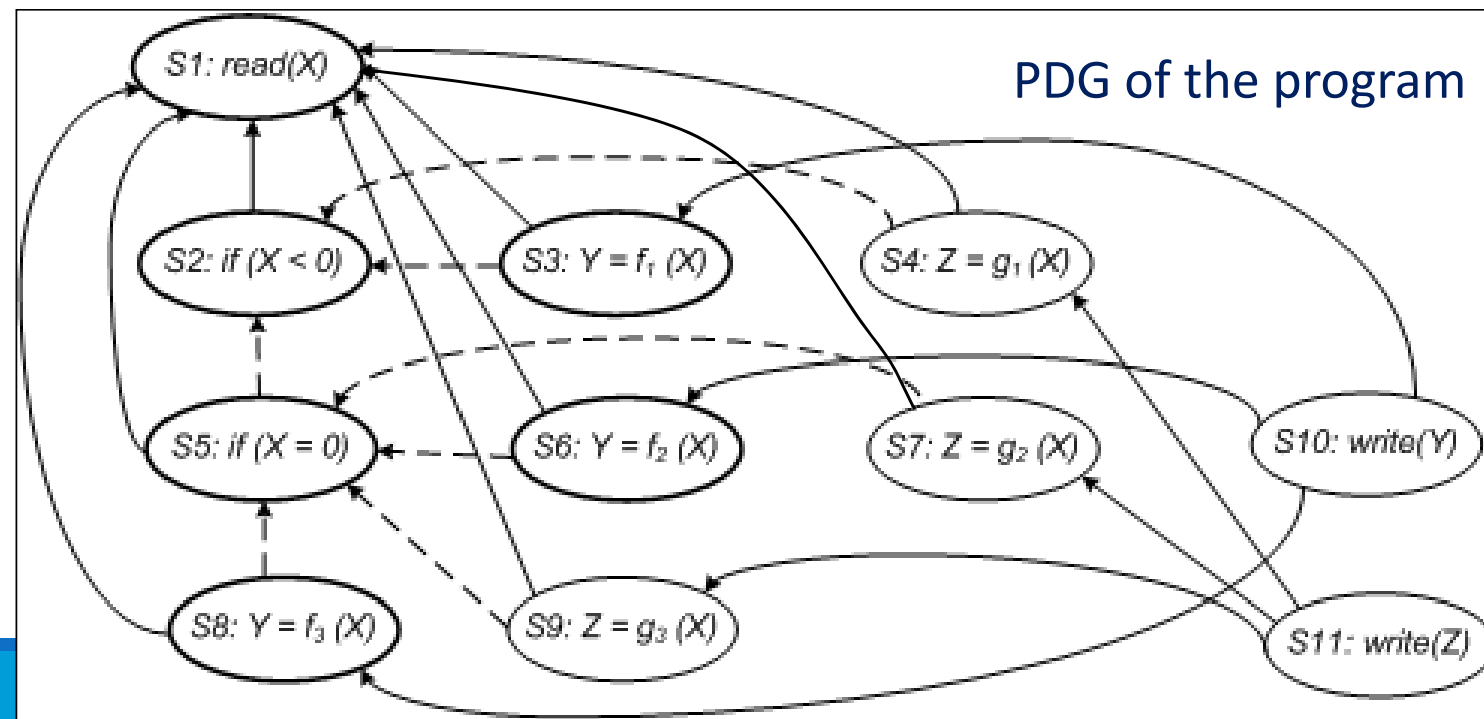 PDG of the program
S1: read(X)
S2: if (X < 0)
S3: Y = f₁ (X)
S4: Z = g₁ (X)
S5: if (X = 0)
S6: Y = f₂ (X)
S7: Z = g₂ (X)
S10: write(Y)
S8: Y = f₃ (X)
S9: Z = g₃ (X)
S11: write(Z)